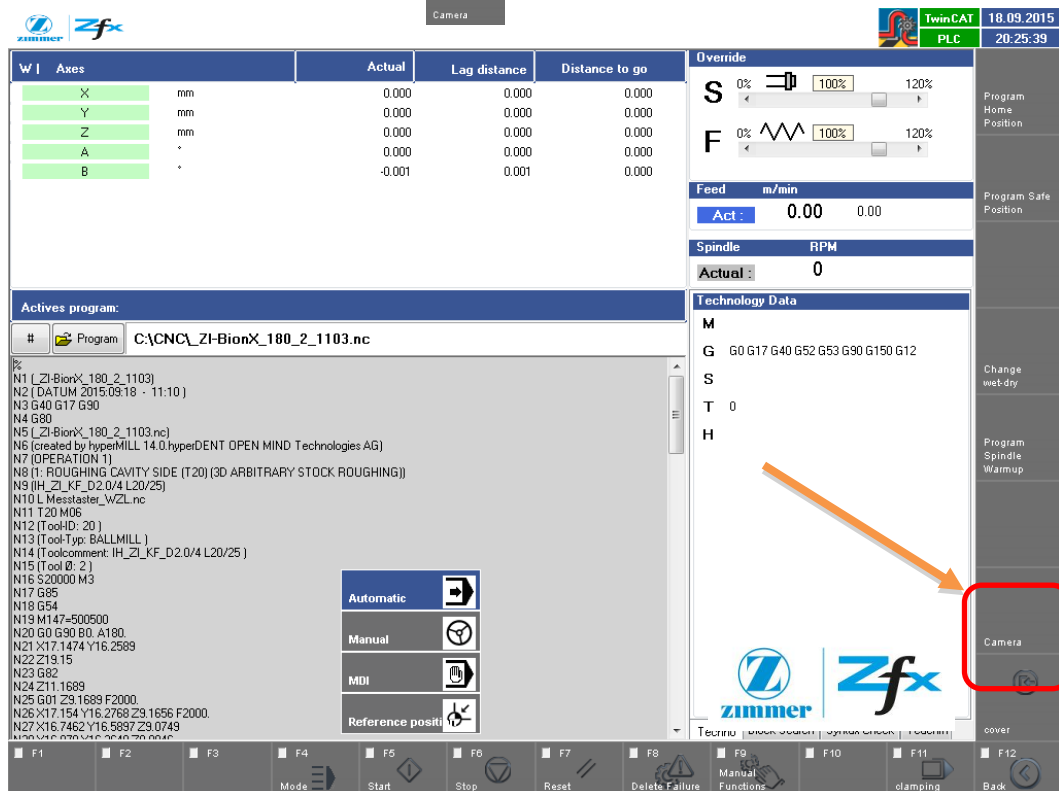 Camera
zimmer Zfx
TwinCAT 18.09.2015
PLC 20:25:39
W | Axes Actual Lag distance Distance to go
X mm 0.000 0.000 0.000
Y mm 0.000 0.000 0.000
Z mm 0.000 0.000 0.000
A ° 0.000 0.000 0.000
B ° -0.001 0.001 0.000
Override
S 0% 100% 120%
F 0% 100% 120%
Feed m/min
Act : 0.00 0.00
Spindle RPM
Actual : 0
Actives program:
# Program C:\CNC\_ZI-BionX_180_2_1103.nc
%
N1 (_ZI-BionX_180_2_1103)
N2 ( DATUM 2015:09:18 - 11:10 )
N3 G40 G17 G90
N4 G80
N5 (_ZI-BionX_180_2_1103.nc)
N6 (created by hyperMILL 14.0.hyperDENT OPEN MIND Technologies AG)
N7 (OPERATION 1)
N8 (1: ROUGHING CAVITY SIDE (T20) (3D ARBITRARY STOCK ROUGHING))
N9 (IH_ZI_KF_D2.0/4 L20/25)
N10 L Messtaster_WZL.nc
N11 T20 M06
N12 (Tool-ID: 20 )
N13 (Tool-Typ: BALLMILL )
N14 (Toolcomment: IH_ZI_KF_D2.0/4 L20/25 )
N15 (Tool Ø: 2 )
N16 S20000 M3
N17 G85
N18 G54
N19 M147=500500
N20 G0 G90 B0. A180.
N21 X17.1474 Y16.2589
N22 Z19.15
N23 G82
N24 Z11.1689
N25 G01 Z9.1689 F2000.
N26 X17.154 Y16.2768 Z9.1656 F2000.
N27 X16.7462 Y16.5897 Z9.0749
Automatic
Manual
MDI
Reference positi
Technology Data
M
G G0 G17 G40 G52 G53 G90 G150 G12
S
T 0
H
zimmer Zfx
Techno Block Search Syntax Check Teachin
Program
Home
Position
Program Safe
Position
Change
wet-dry
Program
Spindle
Warmup
Camera
cover
F1 F2 F3 F4 F5 F6 F7 F8 F9 F10 F11 F12
Mode Start Stop Reset Delete Failure Manual Functions clamping Back